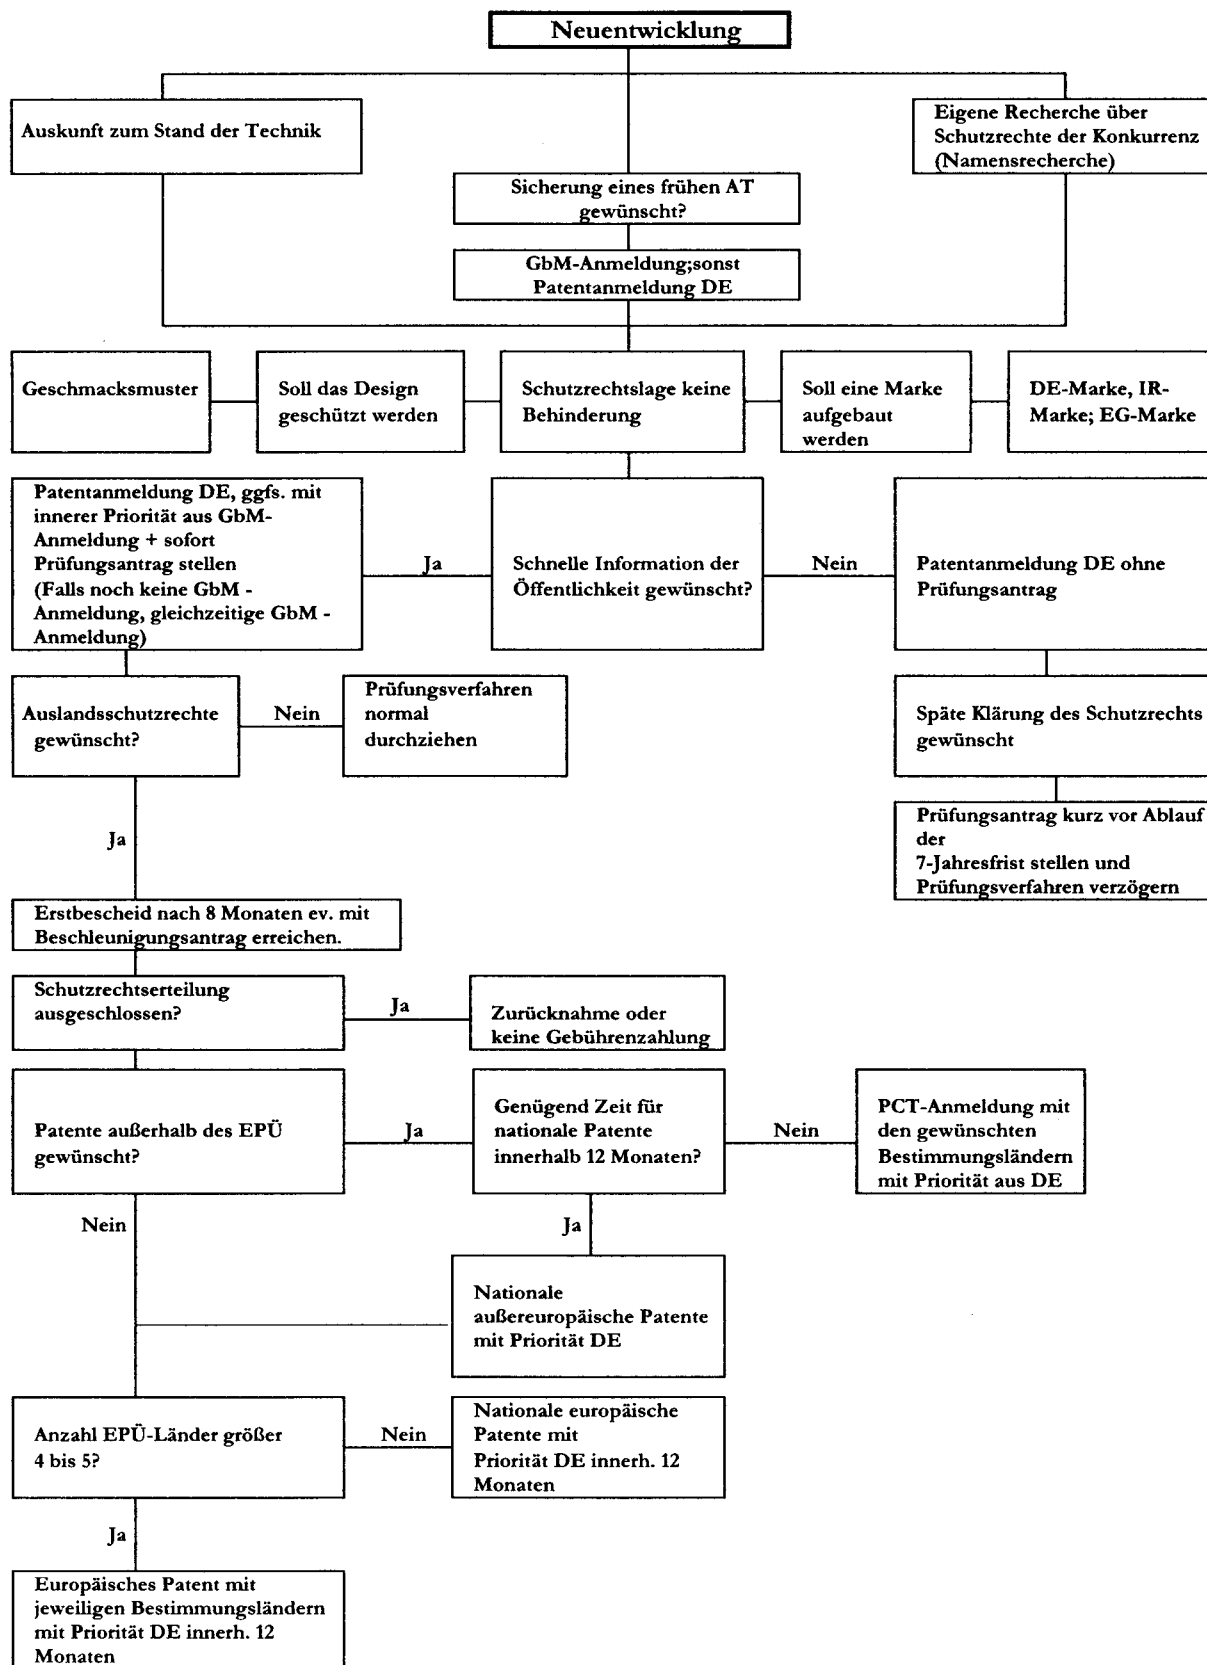 Neuentwicklung
Auskunft zum Stand der Technik
Eigene Recherche über
Schutzrechte der Konkurrenz
(Namensrecherche)
Sicherung eines frühen AT
gewünscht?
GbM-Anmeldung;sonst
Patentanmeldung DE
Geschmacksmuster
Soll das Design
geschützt werden
Schutzrechtslage keine
Behinderung
Soll eine Marke
aufgebaut
werden
DE-Marke, IR-
Marke; EG-Marke
Patentanmeldung DE, ggfs. mit
innerer Priorität aus GbM-
Anmeldung + sofort
Prüfungsantrag stellen
(Falls noch keine GbM -
Anmeldung, gleichzeitige GbM -
Anmeldung)
Ja
Schnelle Information der
Öffentlichkeit gewünscht?
Nein
Patentanmeldung DE ohne
Prüfungsantrag
Auslandsschutzrechte
gewünscht?
Nein
Prüfungsverfahren
normal
durchziehen
Späte Klärung des Schutzrechts
gewünscht
Ja
Prüfungsantrag kurz vor Ablauf
der
7-Jahresfrist stellen und
Prüfungsverfahren verzögern
Erstbescheid nach 8 Monaten ev. mit
Beschleunigungsantrag erreichen.
Schutzrechtserteilung
ausgeschlossen?
Ja
Zurücknahme oder
keine Gebührenzahlung
Patente außerhalb des EPÜ
gewünscht?
Ja
Genügend Zeit für
nationale Patente
innerhalb 12 Monaten?
Nein
PCT-Anmeldung mit
den gewünschten
Bestimmungsländern
mit Priorität aus DE
Nein
Ja
Nationale
außereuropäische Patente
mit Priorität DE
Anzahl EPÜ-Länder größer
4 bis 5?
Nein
Nationale europäische
Patente mit
Priorität DE innerh. 12
Monaten
Ja
Europäisches Patent mit
jeweiligen Bestimmungsländern
mit Priorität DE innerh. 12
Monaten